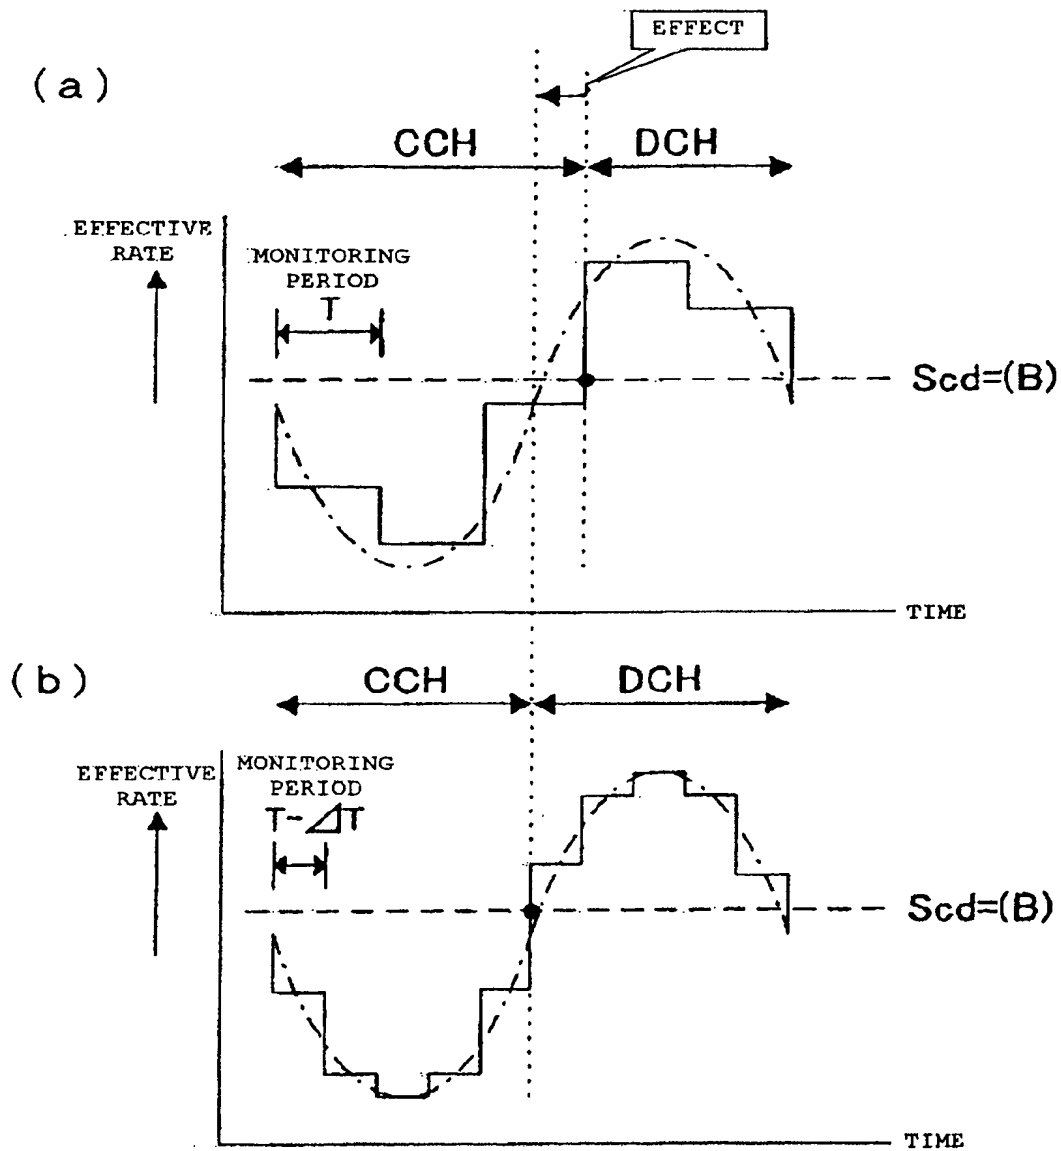 EFFECT
(a)
CCH DCH
EFFECTIVE
RATE
MONITORING
PERIOD
T
Scd=(B)
TIME
(b)
CCH DCH
EFFECTIVE
RATE
MONITORING
PERIOD
T-⊿T
Scd=(B)
TIME